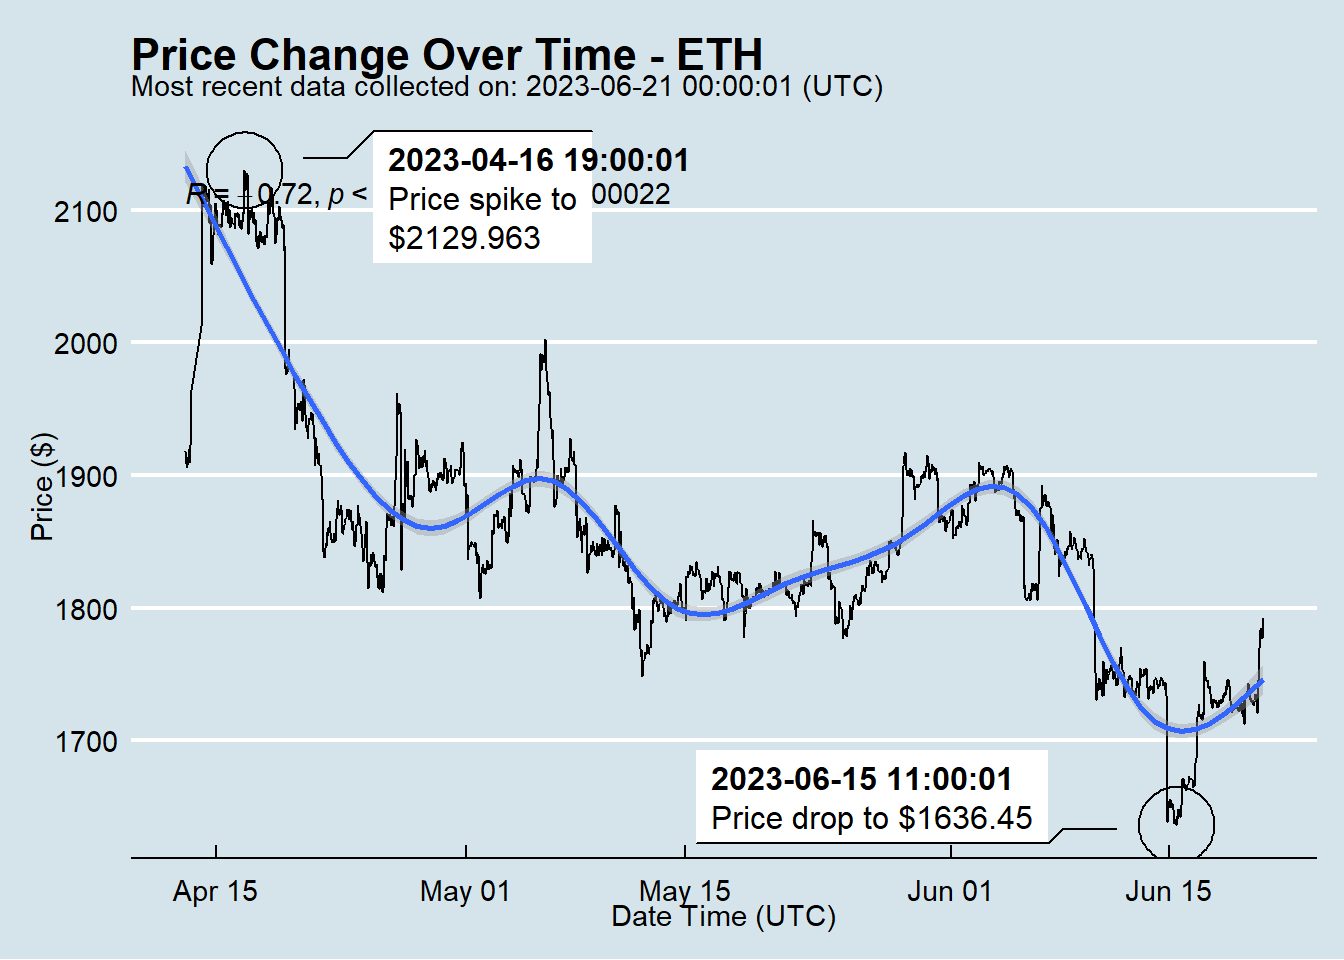 Price Change Over Time - ETH
Most recent data collected on: 2023-06-21 00:00:01 (UTC)
2023-04-16 19:00:01
Price spike to
$2129.963
R = −0.72, p < 00022
2100
2000
1900
1800
1700
Price ($)
2023-06-15 11:00:01
Price drop to $1636.45
Apr 15
May 01
May 15
Jun 01
Jun 15
Date Time (UTC)